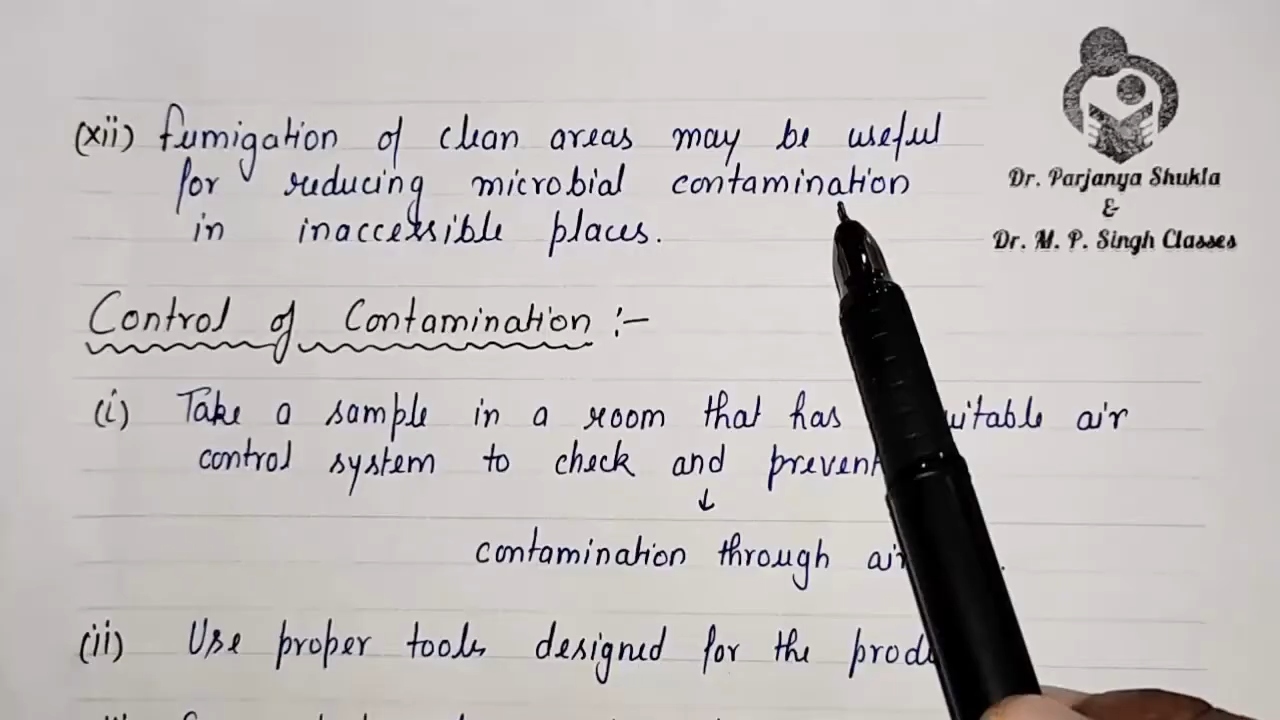 (xii) fumigation of clean areas may be useful
for reducing microbial contamination
in inaccessible places.
Dr. Parjanya Shukla
&
Dr. M. P. Singh Classes
Control of Contamination :-
(i) Take a sample in a room that has air
control system to check and prevent
↓
contamination through
(ii) Use proper tools designed for the